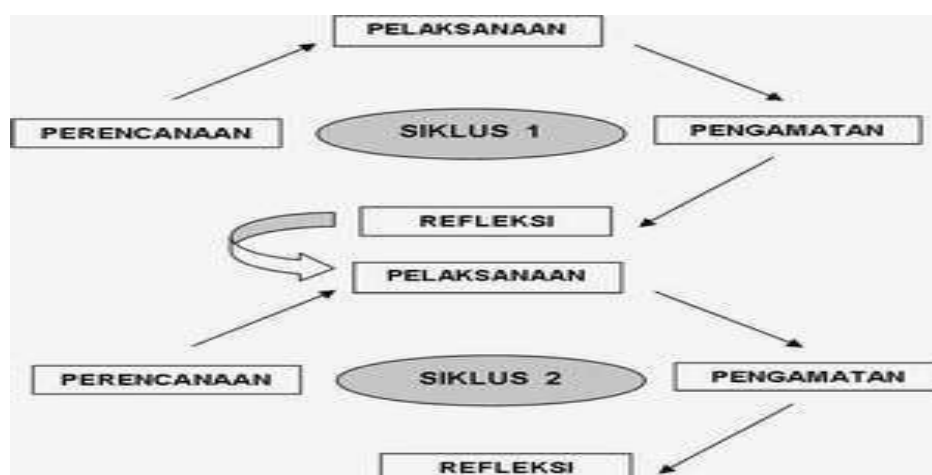 PELAKSANAAN
PERENCANAAN
SIKLUS 1
PENGAMATAN
REFLEKSI
PELAKSANAAN
PERENCANAAN
SIKLUS 2
PENGAMATAN
REFLEKSI